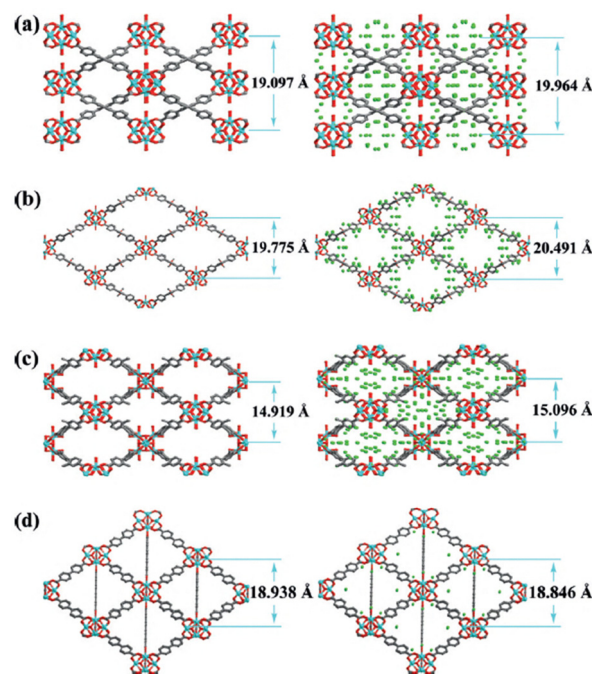 (a)
19.097 Å
19.964 Å
(b)
19.775 Å
20.491 Å
(c)
14.919 Å
15.096 Å
(d)
18.938 Å
18.846 Å